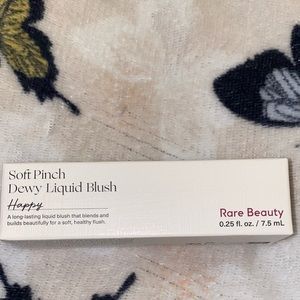 Soft Pinch
Dewy Liquid Blush
Happy
A long-lasting liquid blush that blends and
builds beautifully for a soft, healthy flush.
Rare Beauty
0.25 fl. oz. / 7.5 mL